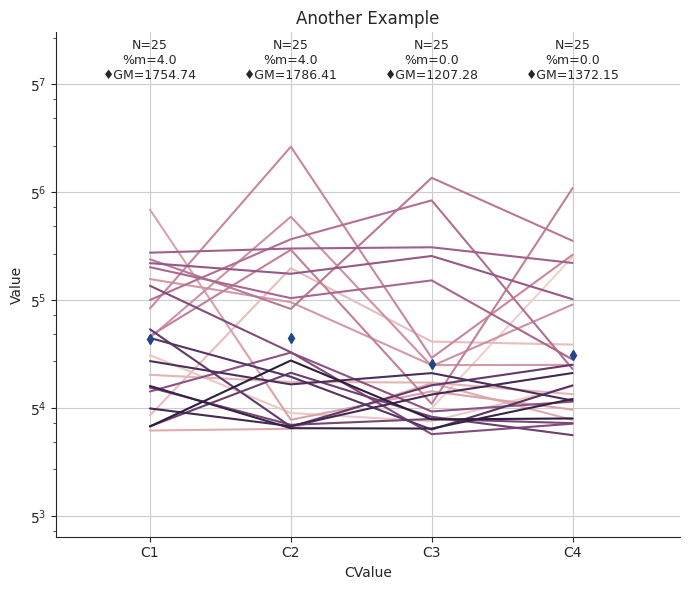 Another Example
N=25 N=25 N=25 N=25
%m=4.0 %m=4.0 %m=0.0 %m=0.0
♦GM=1754.74 ♦GM=1786.41 ♦GM=1207.28 ♦GM=1372.15
5⁷
5⁶
5⁵
5⁴
5³
Value
C1 C2 C3 C4
CValue